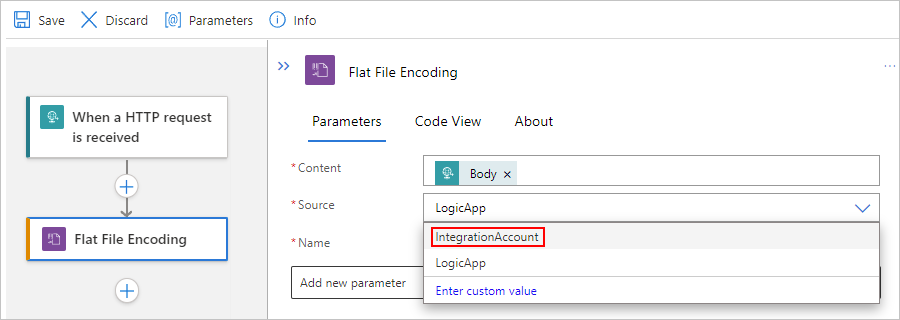 Save
Discard
[@] Parameters
Info
When a HTTP request
is received
Flat File Encoding
Flat File Encoding
Parameters
Code View
About
*Content
Body ×
*Source
LogicApp
IntegrationAccount
LogicApp
Enter custom value
*Name
Add new parameter